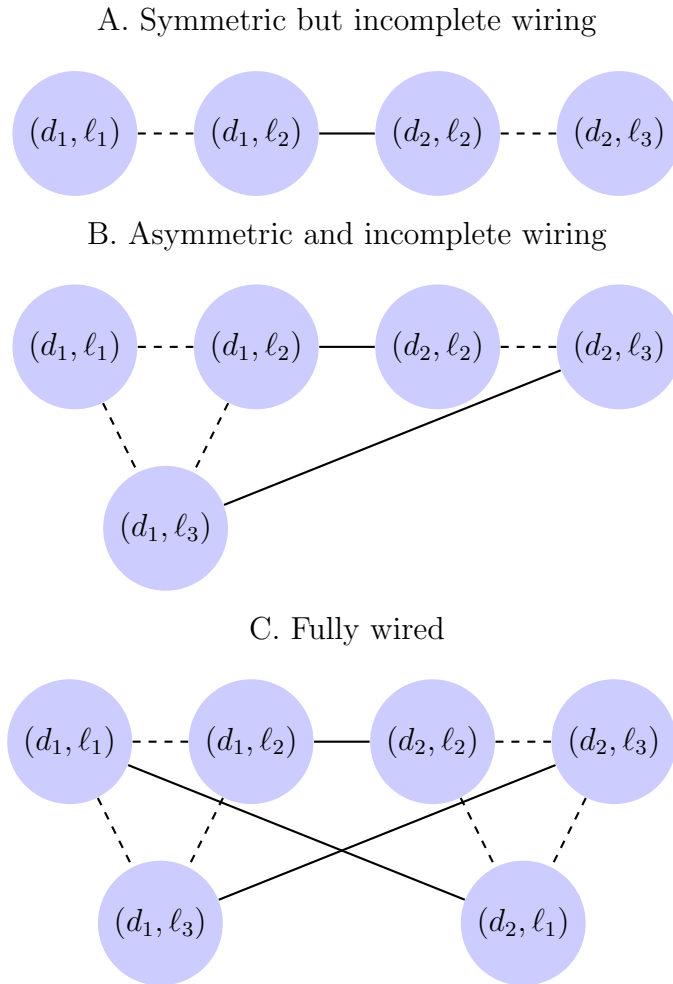 A. Symmetric but incomplete wiring
(d₁, ℓ₁) (d₁, ℓ₂) (d₂, ℓ₂) (d₂, ℓ₃)
B. Asymmetric and incomplete wiring
(d₁, ℓ₁) (d₁, ℓ₂) (d₂, ℓ₂) (d₂, ℓ₃)
(d₁, ℓ₃)
C. Fully wired
(d₁, ℓ₁) (d₁, ℓ₂) (d₂, ℓ₂) (d₂, ℓ₃)
(d₁, ℓ₃) (d₂, ℓ₁)